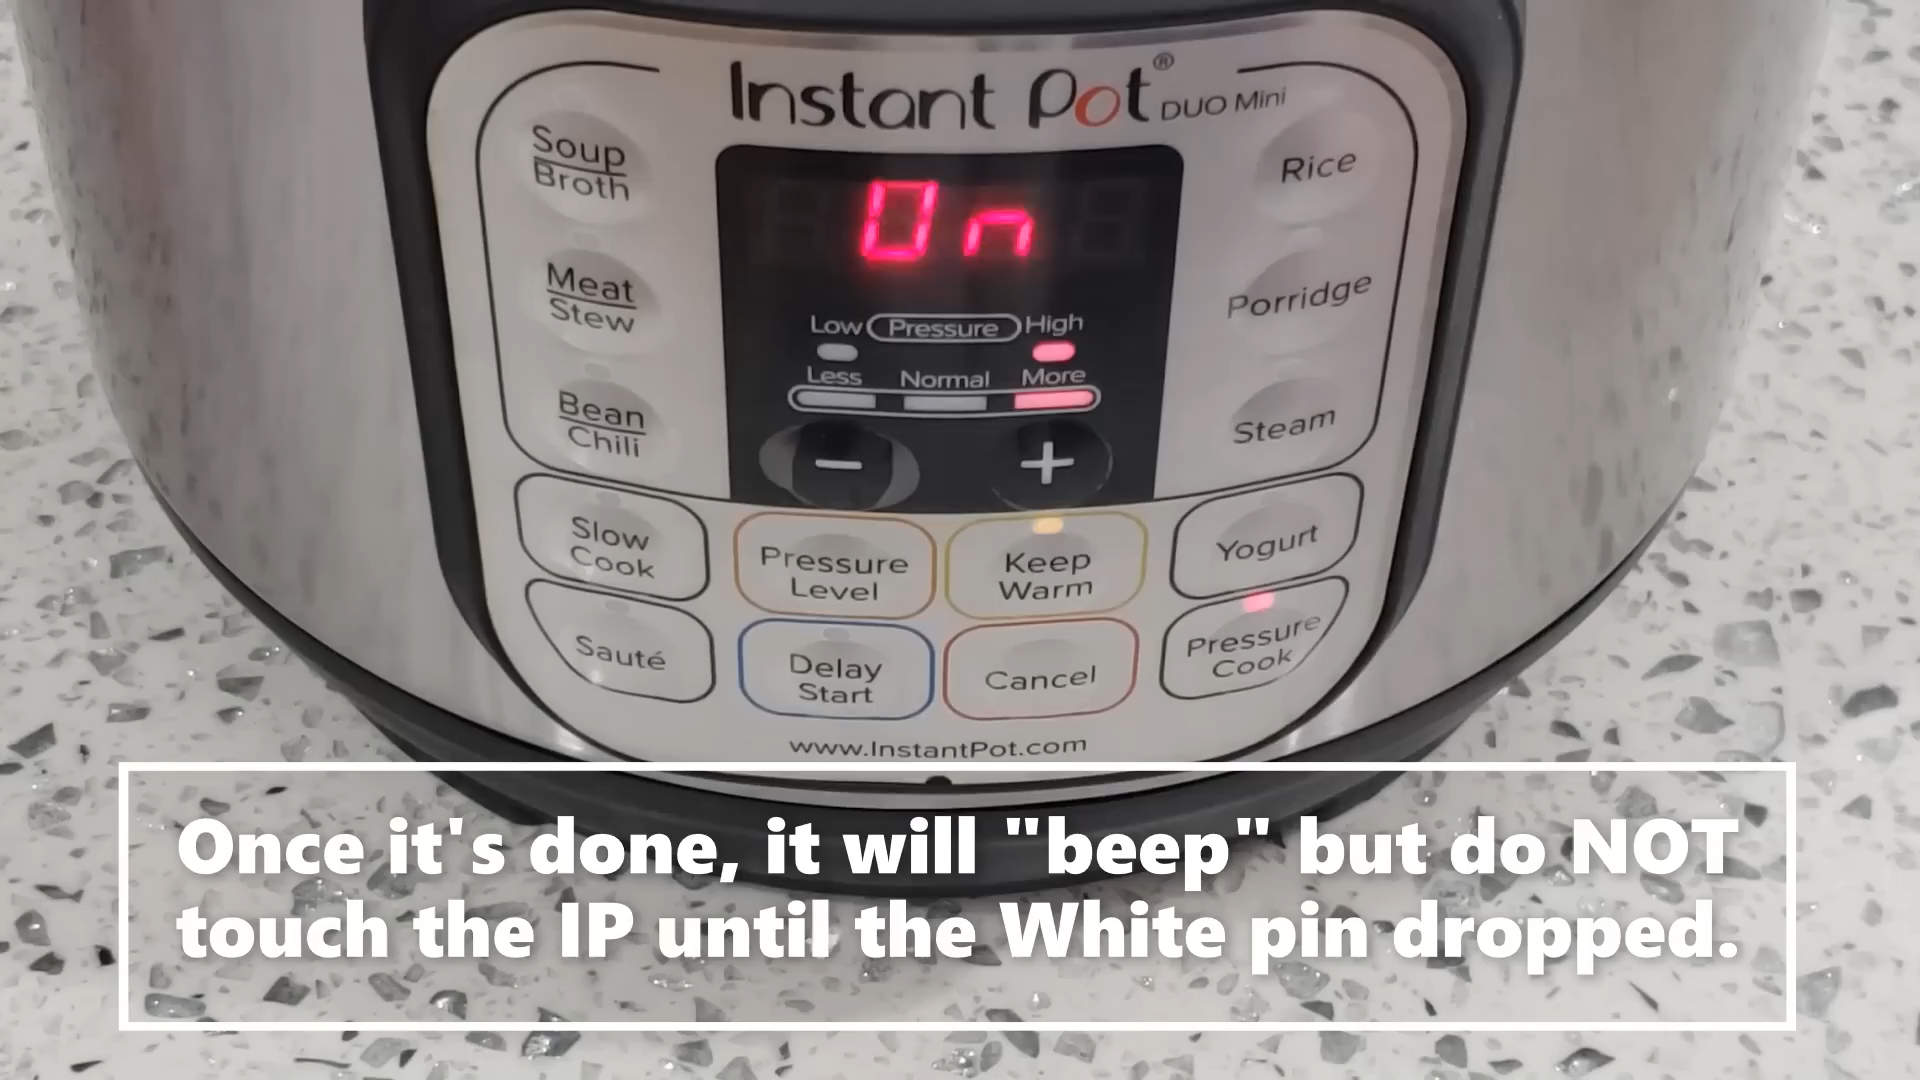 Instant Pot® DUO Mini
Soup
Broth
Meat
Stew
Bean
Chili
On
Low Pressure High
Less Normal More
− +
Rice
Porridge
Steam
Slow
Cook
Sauté
Pressure
Level
Keep
Warm
Delay
Start
Cancel
Yogurt
Pressure
Cook
www.InstantPot.com
Once it's done, it will "beep" but do NOT
touch the IP until the White pin dropped.